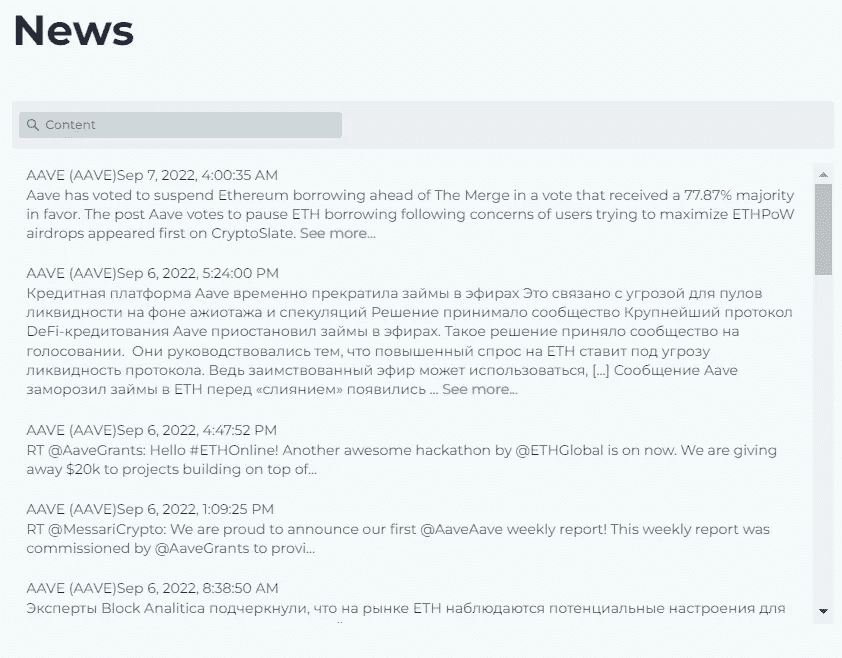 News
Content
AAVE (AAVE)Sep 7, 2022, 4:00:35 AM
Aave has voted to suspend Ethereum borrowing ahead of The Merge in a vote that received a 77.87% majority
in favor. The post Aave votes to pause ETH borrowing following concerns of users trying to maximize ETHPoW
airdrops appeared first on CryptoSlate. See more...
AAVE (AAVE)Sep 6, 2022, 5:24:00 PM
Кредитная платформа Aave временно прекратила займы в эфирах Это связано с угрозой для пулов
ликвидности на фоне ажиотажа и спекуляций Решение принимало сообщество Крупнейший протокол
DeFi-кредитования Aave приостановил займы в эфирах. Такое решение приняло сообщество на
голосовании.  Они руководствовались тем, что повышенный спрос на ETH ставит под угрозу
ликвидность протокола. Ведь заимствованный эфир может использоваться, [...] Сообщение Aave
заморозил займы в ETH перед «слиянием» появились ... See more...
AAVE (AAVE)Sep 6, 2022, 4:47:52 PM
RT @AaveGrants: Hello #ETHOnline! Another awesome hackathon by @ETHGlobal is on now. We are giving
away $20k to projects building on top of...
AAVE (AAVE)Sep 6, 2022, 1:09:25 PM
RT @MessariCrypto: We are proud to announce our first @AaveAave weekly report! This weekly report was
commissioned by @AaveGrants to provi...
AAVE (AAVE)Sep 6, 2022, 8:38:50 AM
Эксперты Block Analitica подчеркнули, что на рынке ETH наблюдаются потенциальные настроения для